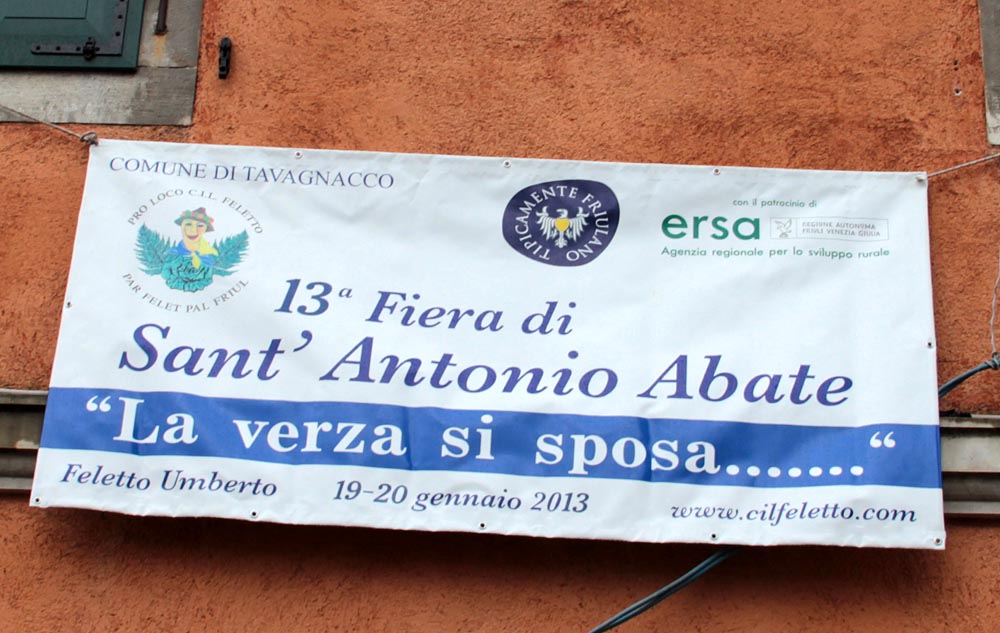 COMUNE DI TAVAGNACCO
PRO LOCO C.I.L. FELETTO
PAR FELET PAL FRIUL
TIPICAMENTE FRIULANO
con il patrocinio di
ersa
REGIONE AUTONOMA
FRIULI VENEZIA GIULIA
Agenzia regionale per lo sviluppo rurale
13ª Fiera di
Sant' Antonio Abate
“La verza si sposa.......“
Feletto Umberto 19-20 gennaio 2013 www.cilfeletto.com